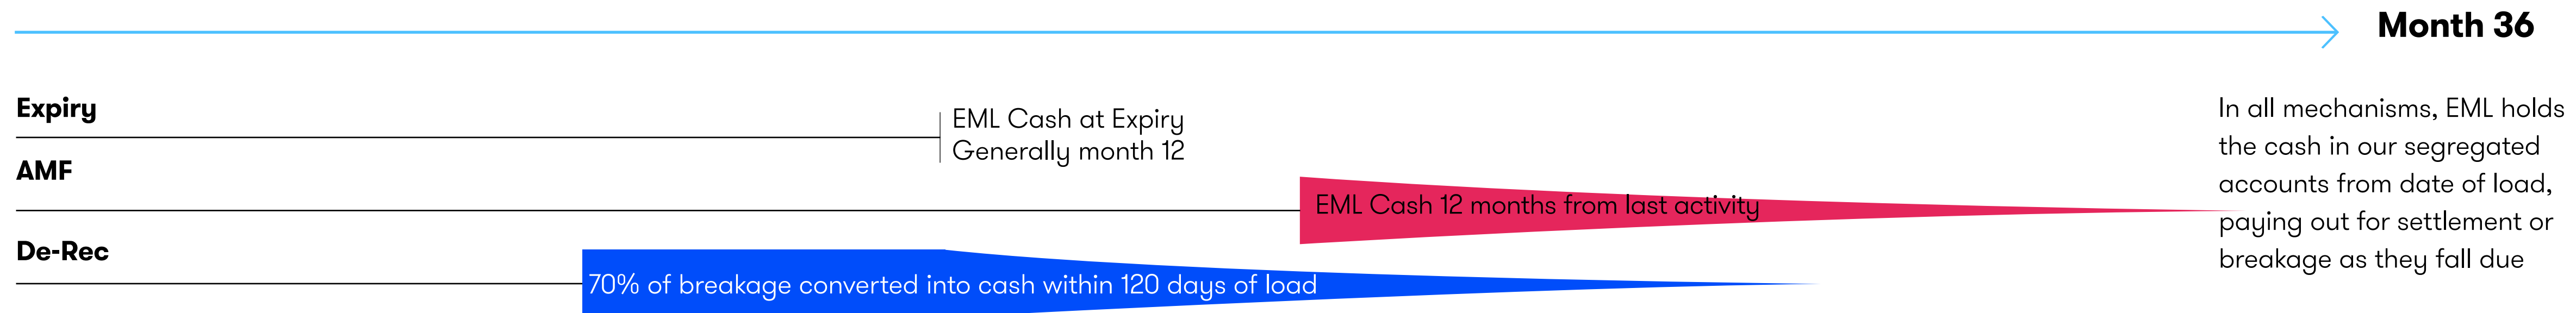 Month 36
Expiry
EML Cash at Expiry
Generally month 12
AMF
EML Cash 12 months from last activity
De-Rec
70% of breakage converted into cash within 120 days of load
In all mechanisms, EML holds
the cash in our segregated
accounts from date of load,
paying out for settlement or
breakage as they fall due